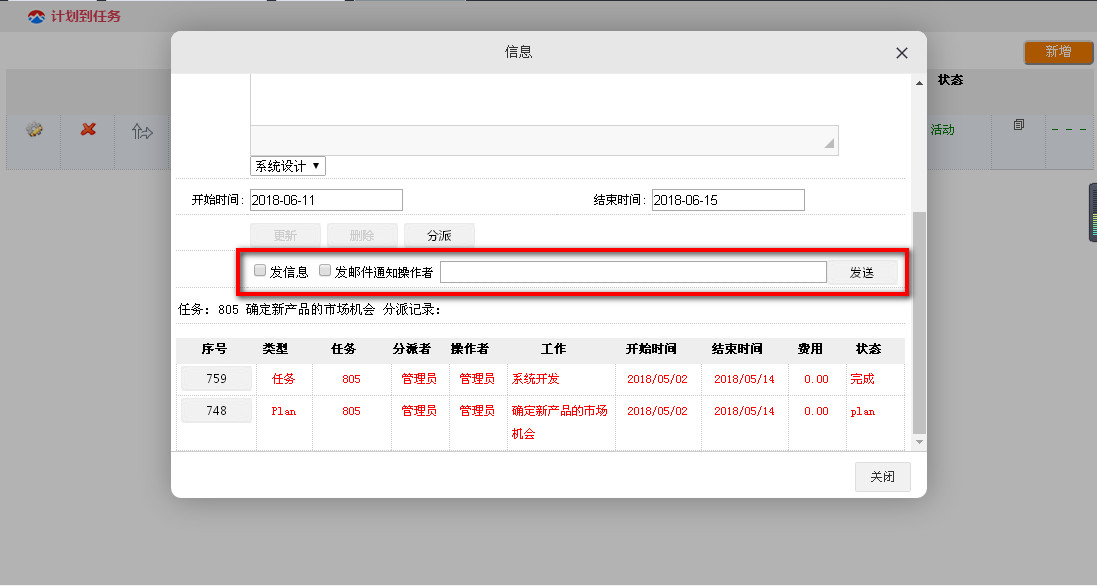 计划到任务
信息
新增
状态
活动
- - -
系统设计
开始时间: 2018-06-11 结束时间: 2018-06-15
更新 删除 分派
发信息 发邮件通知操作者 发送
任务: 805 确定新产品的市场机会 分派记录:
序号 类型 任务 分派者 操作者 工作 开始时间 结束时间 费用 状态
759 任务 805 管理员 管理员 系统开发 2018/05/02 2018/05/14 0.00 完成
748 Plan 805 管理员 管理员 确定新产品的市场 2018/05/02 2018/05/14 0.00 plan
机会
关闭